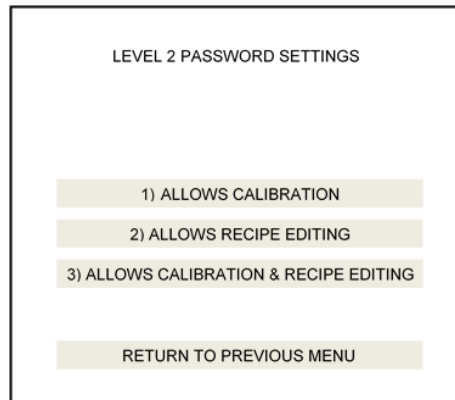 LEVEL 2 PASSWORD SETTINGS
1) ALLOWS CALIBRATION
2) ALLOWS RECIPE EDITING
3) ALLOWS CALIBRATION & RECIPE EDITING
RETURN TO PREVIOUS MENU